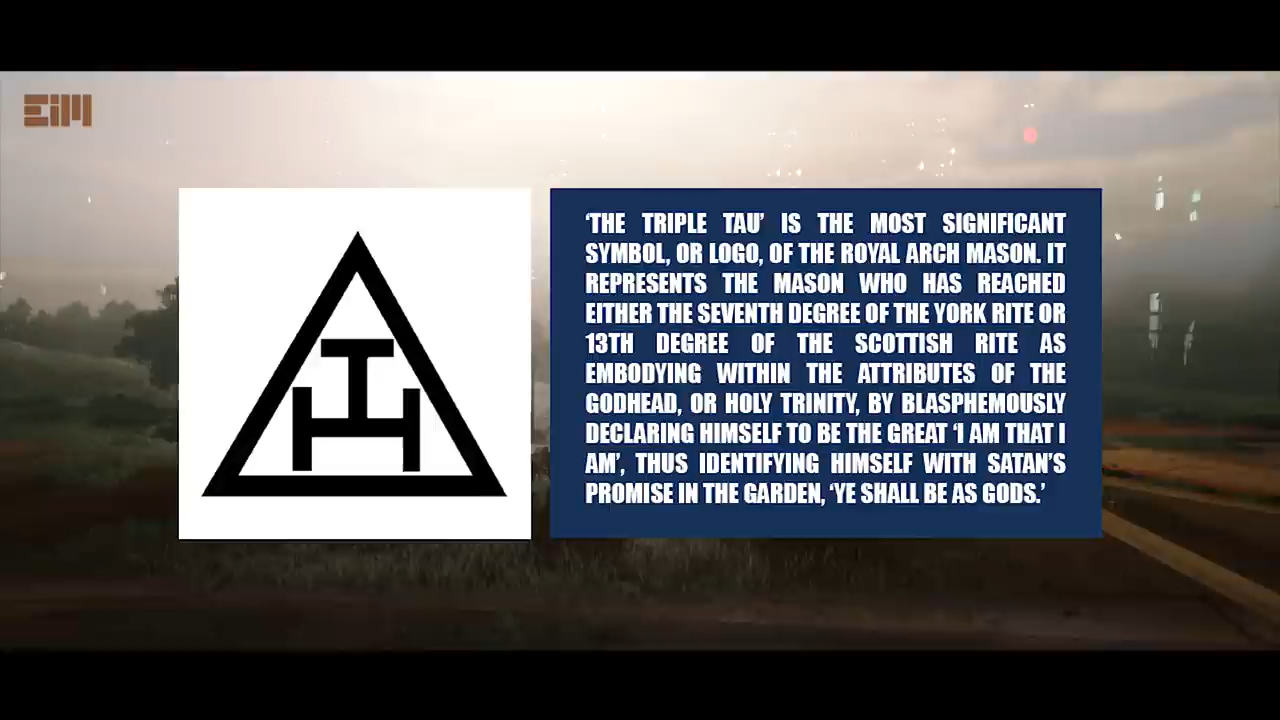 EIM
'THE TRIPLE TAU' IS THE MOST SIGNIFICANT
SYMBOL, OR LOGO, OF THE ROYAL ARCH MASON. IT
REPRESENTS THE MASON WHO HAS REACHED
EITHER THE SEVENTH DEGREE OF THE YORK RITE OR
13TH DEGREE OF THE SCOTTISH RITE AS
EMBODYING WITHIN THE ATTRIBUTES OF THE
GODHEAD, OR HOLY TRINITY, BY BLASPHEMOUSLY
DECLARING HIMSELF TO BE THE GREAT 'I AM THAT I
AM', THUS IDENTIFYING HIMSELF WITH SATAN'S
PROMISE IN THE GARDEN, 'YE SHALL BE AS GODS.'